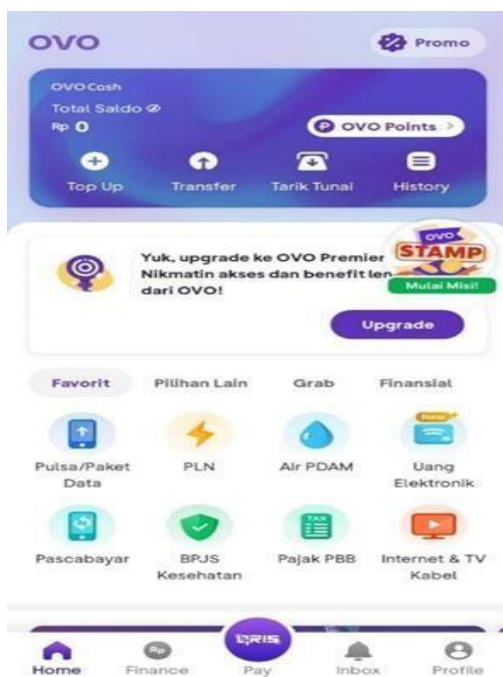 OVO
Promo
OVO Cash
Total Saldo
Rp 0
OVO Points >
Top Up
Transfer
Tarik Tunai
History
Yuk, upgrade ke OVO Premier
Nikmatin akses dan benefit len
dari OVO!
OVO
STAMP
Mulai Misi!
Upgrade
Favorit
Pilihan Lain
Grab
Finansial
Pulsa/Paket
Data
PLN
Air PDAM
New
Uang
Elektronik
Pascabayar
BPJS
Kesehatan
TAX
Pajak PBB
Internet & TV
Kabel
Home
Rp
Finance
QRIS
Pay
Inbox
Profile